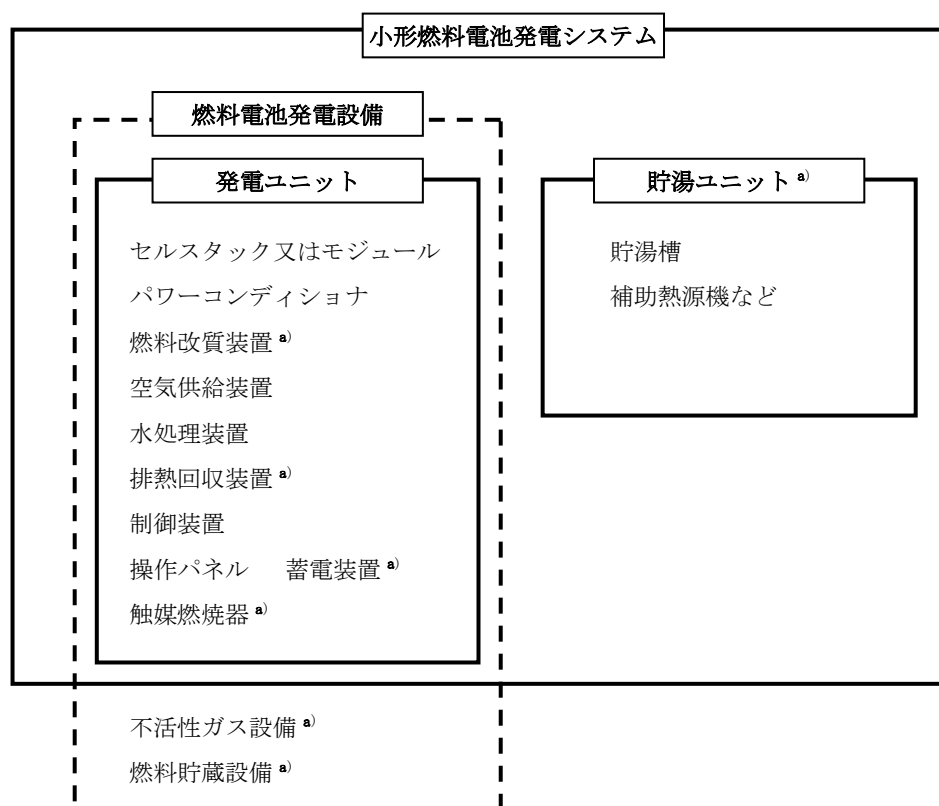 小形燃料電池発電システム
燃料電池発電設備
発電ユニット
セルスタック又はモジュール
パワーコンディショナ
燃料改質装置 a)
空気供給装置
水処理装置
排熱回収装置 a)
制御装置
操作パネル 蓄電装置 a)
触媒燃焼器 a)
不活性ガス設備 a)
燃料貯蔵設備 a)
貯湯ユニット a)
貯湯槽
補助熱源機など